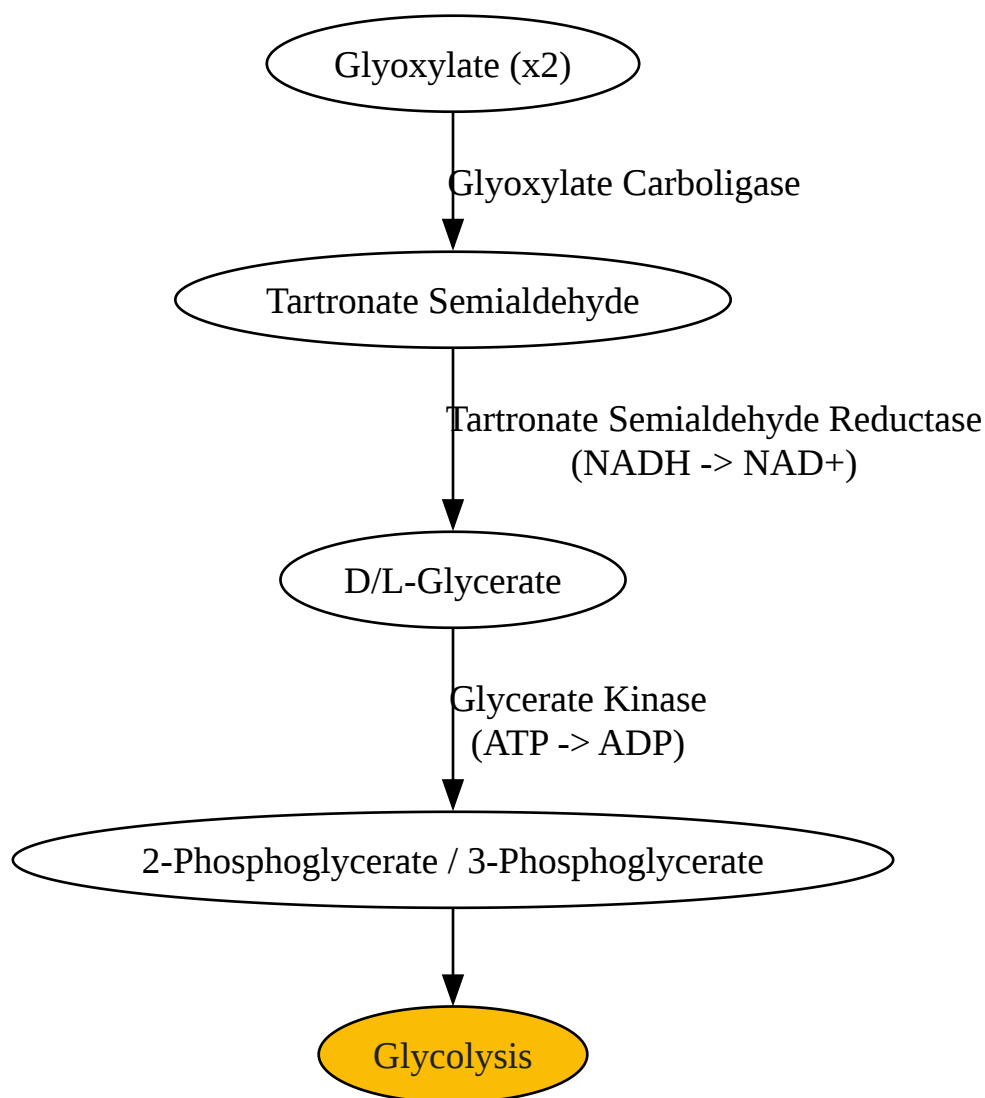 Glyoxylate (x2)
Glyoxylate Carboligase
Tartronate Semialdehyde
Tartronate Semialdehyde Reductase
(NADH -> NAD+)
D/L-Glycerate
Glycerate Kinase
(ATP -> ADP)
2-Phosphoglycerate / 3-Phosphoglycerate
Glycolysis